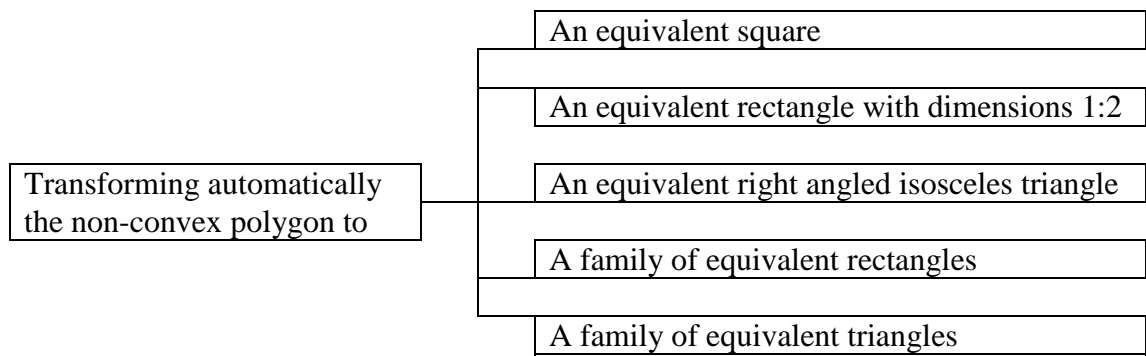 An equivalent square
An equivalent rectangle with dimensions 1:2
Transforming automatically
the non-convex polygon to
An equivalent right angled isosceles triangle
A family of equivalent rectangles
A family of equivalent triangles